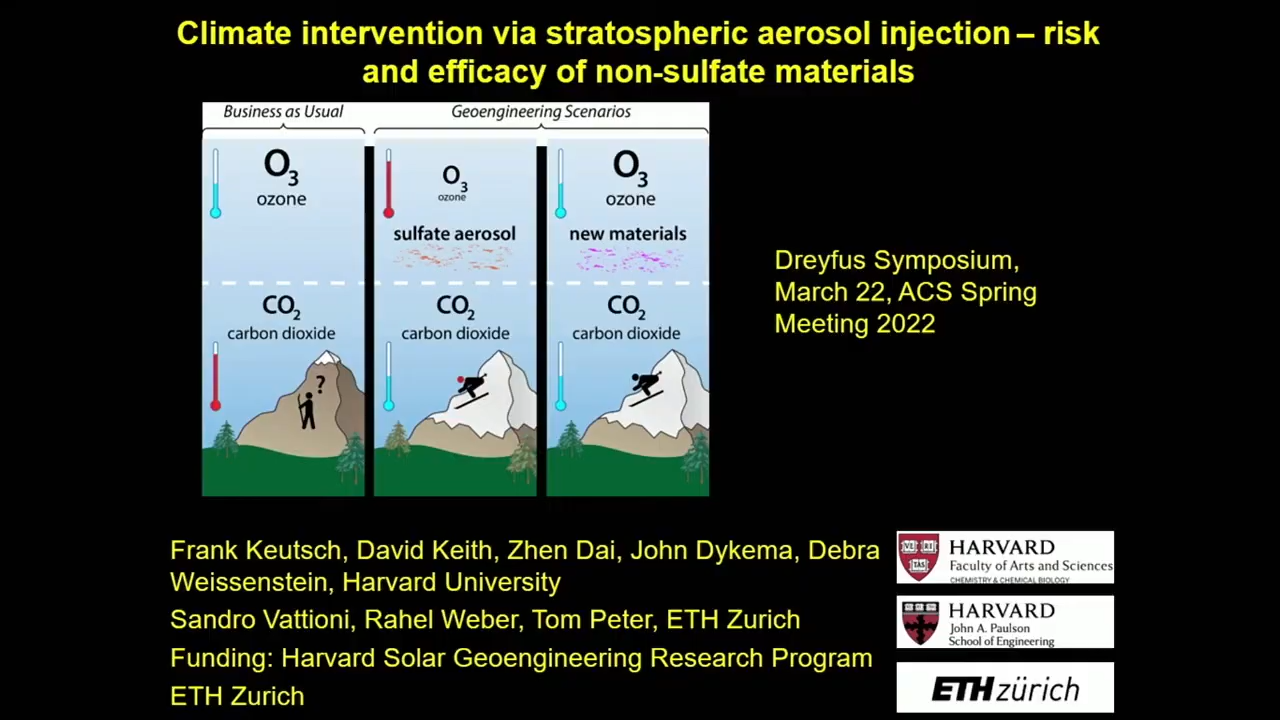 Climate intervention via stratospheric aerosol injection – risk
and efficacy of non-sulfate materials
Business as Usual
Geoengineering Scenarios
O3
ozone
O3
ozone
sulfate aerosol
O3
ozone
new materials
CO2
carbon dioxide
?
CO2
carbon dioxide
CO2
carbon dioxide
Dreyfus Symposium,
March 22, ACS Spring
Meeting 2022
Frank Keutsch, David Keith, Zhen Dai, John Dykema, Debra
Weissenstein, Harvard University
Sandro Vattioni, Rahel Weber, Tom Peter, ETH Zurich
Funding: Harvard Solar Geoengineering Research Program
ETH Zurich
VE RI TAS
HARVARD
Faculty of Arts and Sciences
CHEMISTRY & CHEMICAL BIOLOGY
HARVARD
John A. Paulson
School of Engineering
ETH zürich